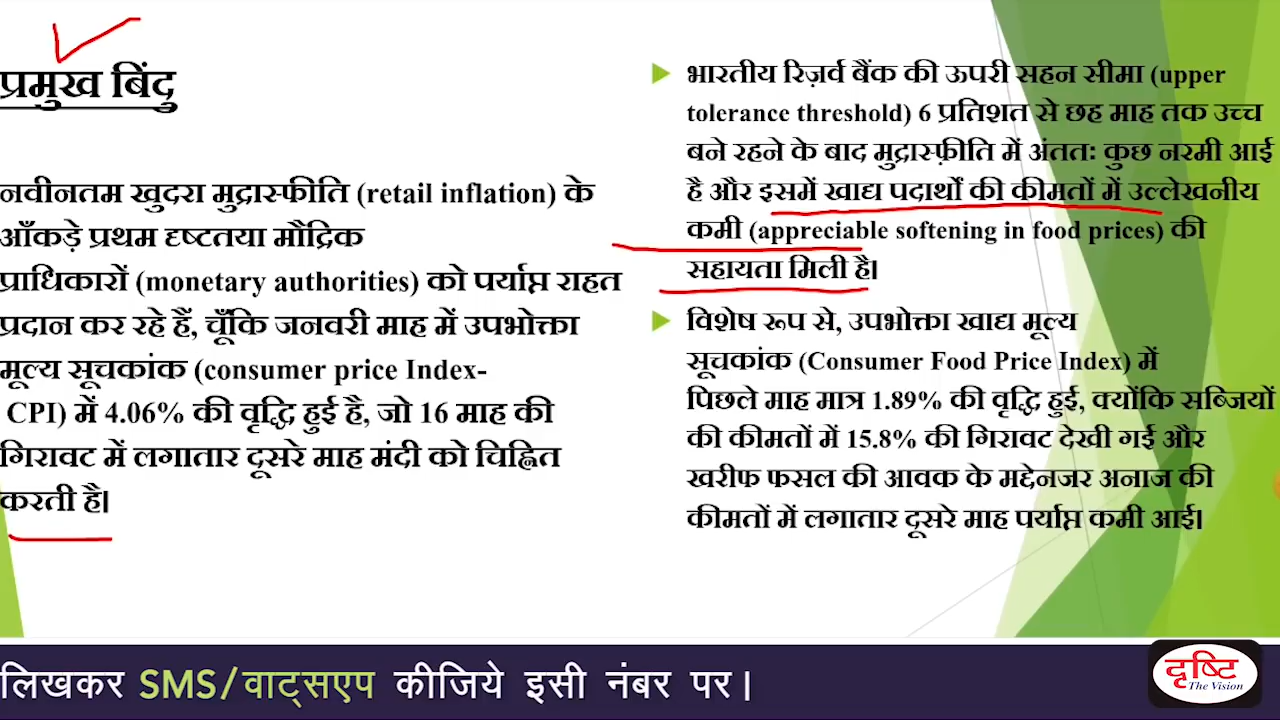 प्रमुख बिंदु
नवीनतम खुदरा मुद्रास्फीति (retail inflation) के
आँकड़े प्रथम दृष्टतया मौद्रिक
प्राधिकारों (monetary authorities) को पर्याप्त राहत
प्रदान कर रहे हैं, चूँकि जनवरी माह में उपभोक्ता
मूल्य सूचकांक (consumer price Index-
CPI) में 4.06% की वृद्धि हुई है, जो 16 माह की
गिरावट में लगातार दूसरे माह मंदी को चिह्नित
करती है।
भारतीय रिज़र्व बैंक की ऊपरी सहन सीमा (upper
tolerance threshold) 6 प्रतिशत से छह माह तक उच्च
बने रहने के बाद मुद्रास्फ़ीति में अंततः कुछ नरमी आई
है और इसमें खाद्य पदार्थों की कीमतों में उल्लेखनीय
कमी (appreciable softening in food prices) की
सहायता मिली है।
विशेष रूप से, उपभोक्ता खाद्य मूल्य
सूचकांक (Consumer Food Price Index) में
पिछले माह मात्र 1.89% की वृद्धि हुई, क्योंकि सब्जियों
की कीमतों में 15.8% की गिरावट देखी गई और
खरीफ फसल की आवक के मद्देनजर अनाज की
कीमतों में लगातार दूसरे माह पर्याप्त कमी आई।
लिखकर SMS/वाट्सएप कीजिये इसी नंबर पर।
दृष्टि
The Vision